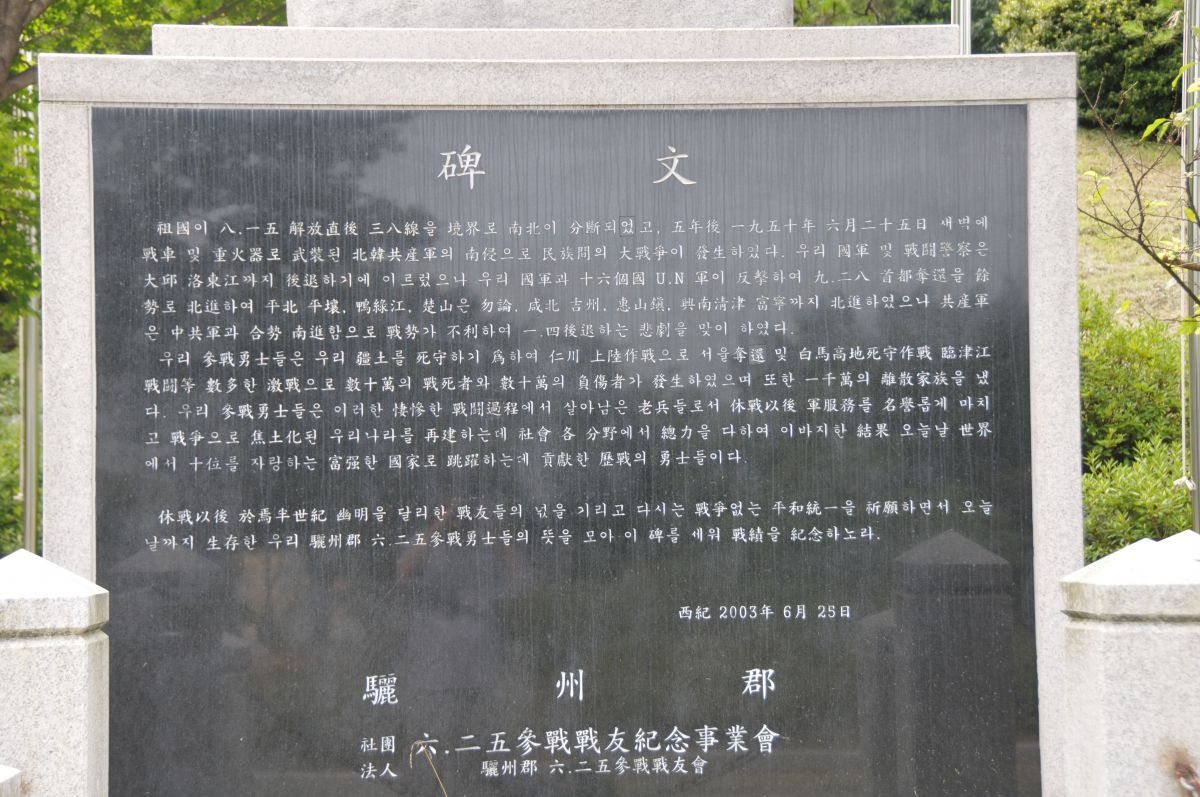 碑 文
祖國이 八.一五 解放直後 三八線을 境界로 南北이 分斷되었고, 五年後 一九五十年 六月二十五日 새벽에
戰車 및 重火器로 武裝된 北韓共産軍의 南侵으로 民族間의 大戰爭이 發生하였다. 우리 國軍 및 戰鬪警察은
大邱 洛東江까지 後退하기에 이르렀으나 우리 國軍과 十六個國 U.N 軍이 反擊하여 九.二八 首都奪還을 餘
勢로 北進하여 平北 平壤, 鴨綠江, 楚山은 勿論, 咸北 吉州, 惠山鎭, 興南淸津 富寧까지 北進하였으나 共産軍
은 中共軍과 合勢 南進함으로 戰勢가 不利하여 一.四後退하는 悲劇을 맞이 하였다.
우리 參戰勇士들은 우리 疆土를 死守하기 爲하여 仁川 上陸作戰으로 서울奪還 및 白馬高地死守作戰 臨津江
戰鬪等 數多한 激戰으로 數十萬의 戰死者와 數十萬의 負傷者가 發生하였으며 또한 一千萬의 離散家族을 냈
다. 우리 參戰勇士들은 이러한 悽慘한 戰鬪過程에서 살아남은 老兵들로서 休戰以後 軍服務를 名譽롭게 마치
고 戰爭으로 焦土化된 우리나라를 再建하는데 社會 各 分野에서 總力을 다하여 이바지한 結果 오늘날 世界
에서 十位를 자랑하는 富强한 國家로 跳躍하는데 貢獻한 歷戰의 勇士들이다.
休戰以後 於焉半世紀 幽明을 달리한 戰友들의 넋을 기리고 다시는 戰爭없는 平和統一을 祈願하면서 오늘
날까지 生存한 우리 驪州郡 六.二五參戰勇士들의 뜻을 모아 이 碑를 세워 戰績을 紀念하노라.
西紀 2003年 6月 25日
驪 州 郡
社團法人 六.二五參戰戰友紀念事業會
驪州郡 六.二五參戰戰友會